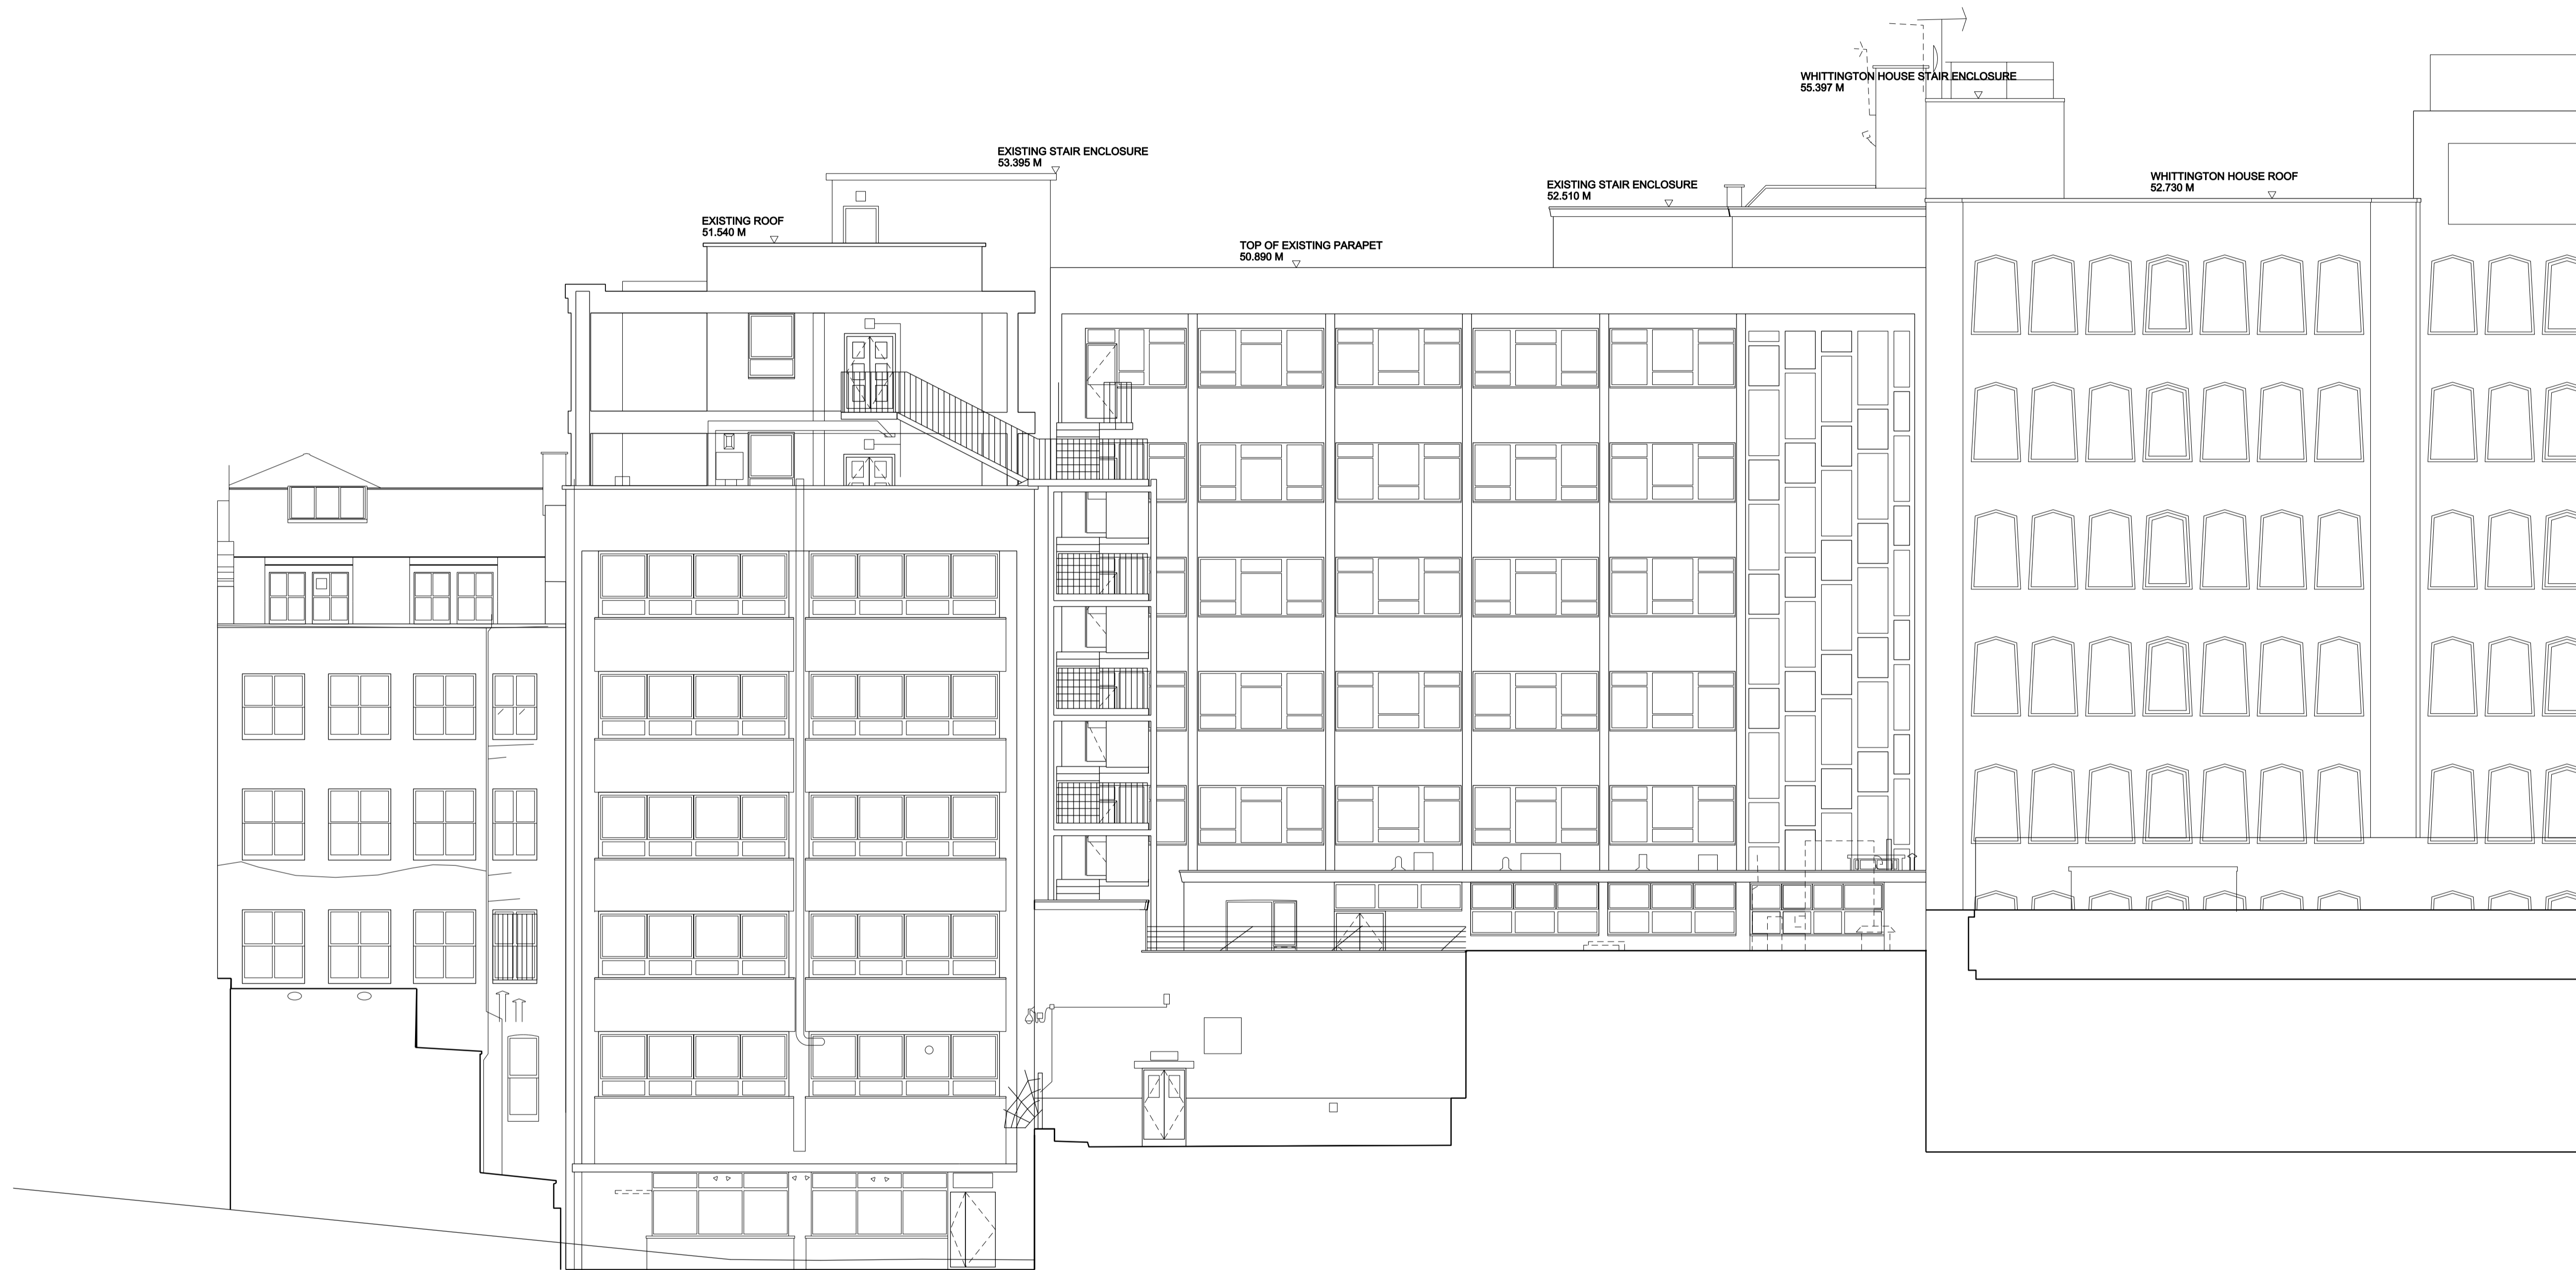 WHITTINGTON HOUSE STAIR ENCLOSURE
55.397 M
EXISTING STAIR ENCLOSURE
53.395 M
WHITTINGTON HOUSE ROOF
52.730 M
EXISTING STAIR ENCLOSURE
52.510 M
EXISTING ROOF
51.540 M
TOP OF EXISTING PARAPET
50.890 M